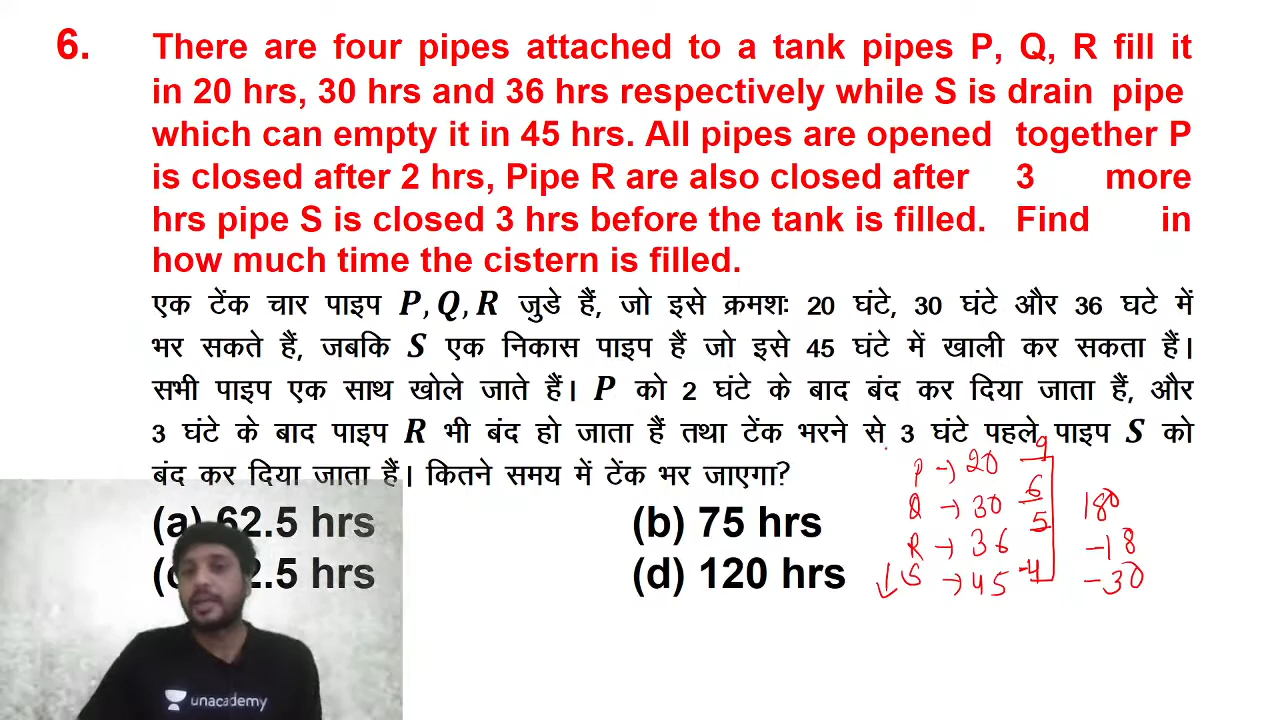 6. There are four pipes attached to a tank pipes P, Q, R fill it
in 20 hrs, 30 hrs and 36 hrs respectively while S is drain pipe
which can empty it in 45 hrs. All pipes are opened together P
is closed after 2 hrs, Pipe R are also closed after 3 more
hrs pipe S is closed 3 hrs before the tank is filled. Find in
how much time the cistern is filled.
एक टेंक चार पाइप P, Q, R जुडे हैं, जो इसे क्रमशः 20 घंटे, 30 घंटे और 36 घटे में
भर सकते हैं, जबकि S एक निकास पाइप हैं जो इसे 45 घंटे में खाली कर सकता हैं।
सभी पाइप एक साथ खोले जाते हैं। P को 2 घंटे के बाद बंद कर दिया जाता हैं, और
3 घंटे के बाद पाइप R भी बंद हो जाता हैं तथा टेंक भरने से 3 घंटे पहले पाइप S को
बंद कर दिया जाता हैं। कितने समय में टेंक भर जाएगा?
(a) 62.5 hrs (b) 75 hrs
2.5 hrs (d) 120 hrs
P → 20 9
Q → 30 6 180
R → 36 5 -18
↓ S → 45 -4 -30
unacademy